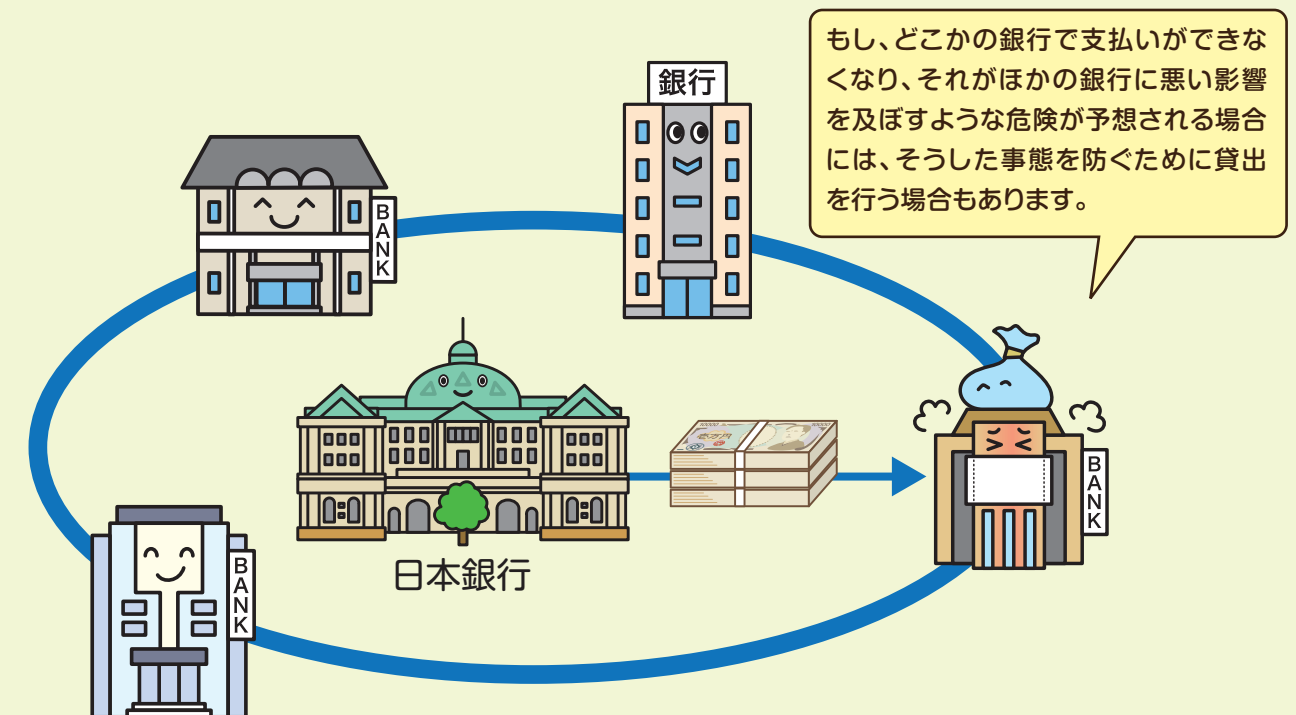 もし、どこかの銀行で支払いができな
くなり、それがほかの銀行に悪い影響
を及ぼすような危険が予想される場合
には、そうした事態を防ぐために貸出
を行う場合もあります。
銀行
BANK
日本銀行
BANK
BANK
壱万円